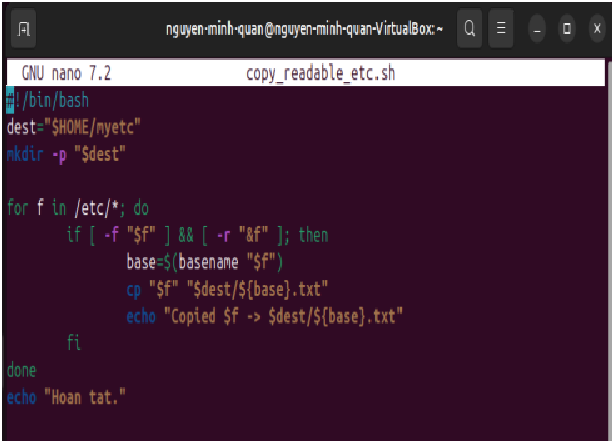 nguyen-minh-quan@nguyen-minh-quan-VirtualBox: ~
GNU nano 7.2 copy_readable_etc.sh
#!/bin/bash
dest="$HOME/myetc"
mkdir -p "$dest"
for f in /etc/*; do
if [ -f "$f" ] && [ -r "&f" ]; then
base=$(basename "$f")
cp "$f" "$dest/${base}.txt"
echo "Copied $f -> $dest/${base}.txt"
fi
done
echo "Hoan tat."